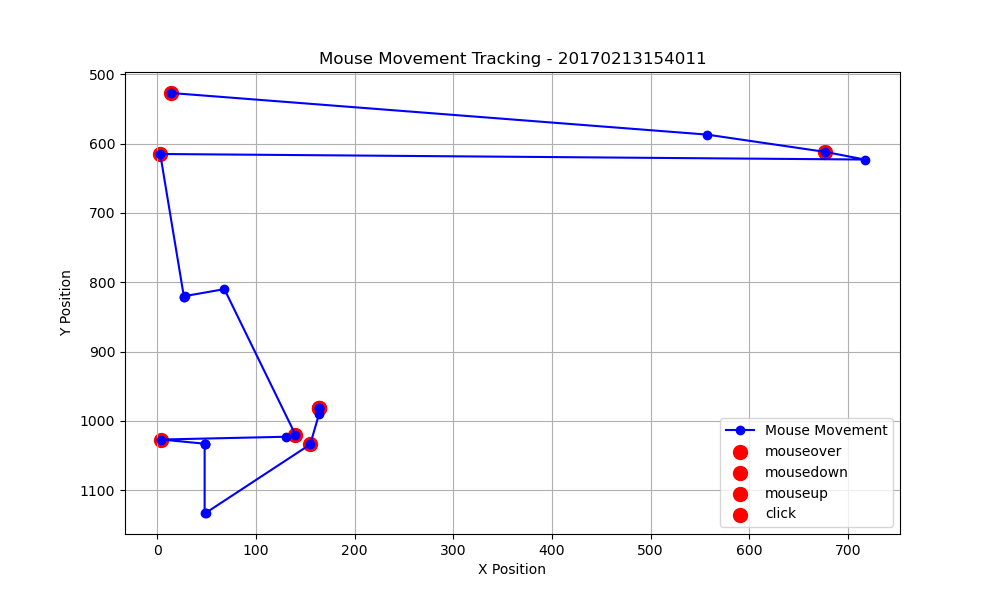 Mouse Movement Tracking - 20170213154011
500
600
700
800
900
1000
1100
Y Position
Mouse Movement
mouseover
mousedown
mouseup
click
0 100 200 300 400 500 600 700
X Position